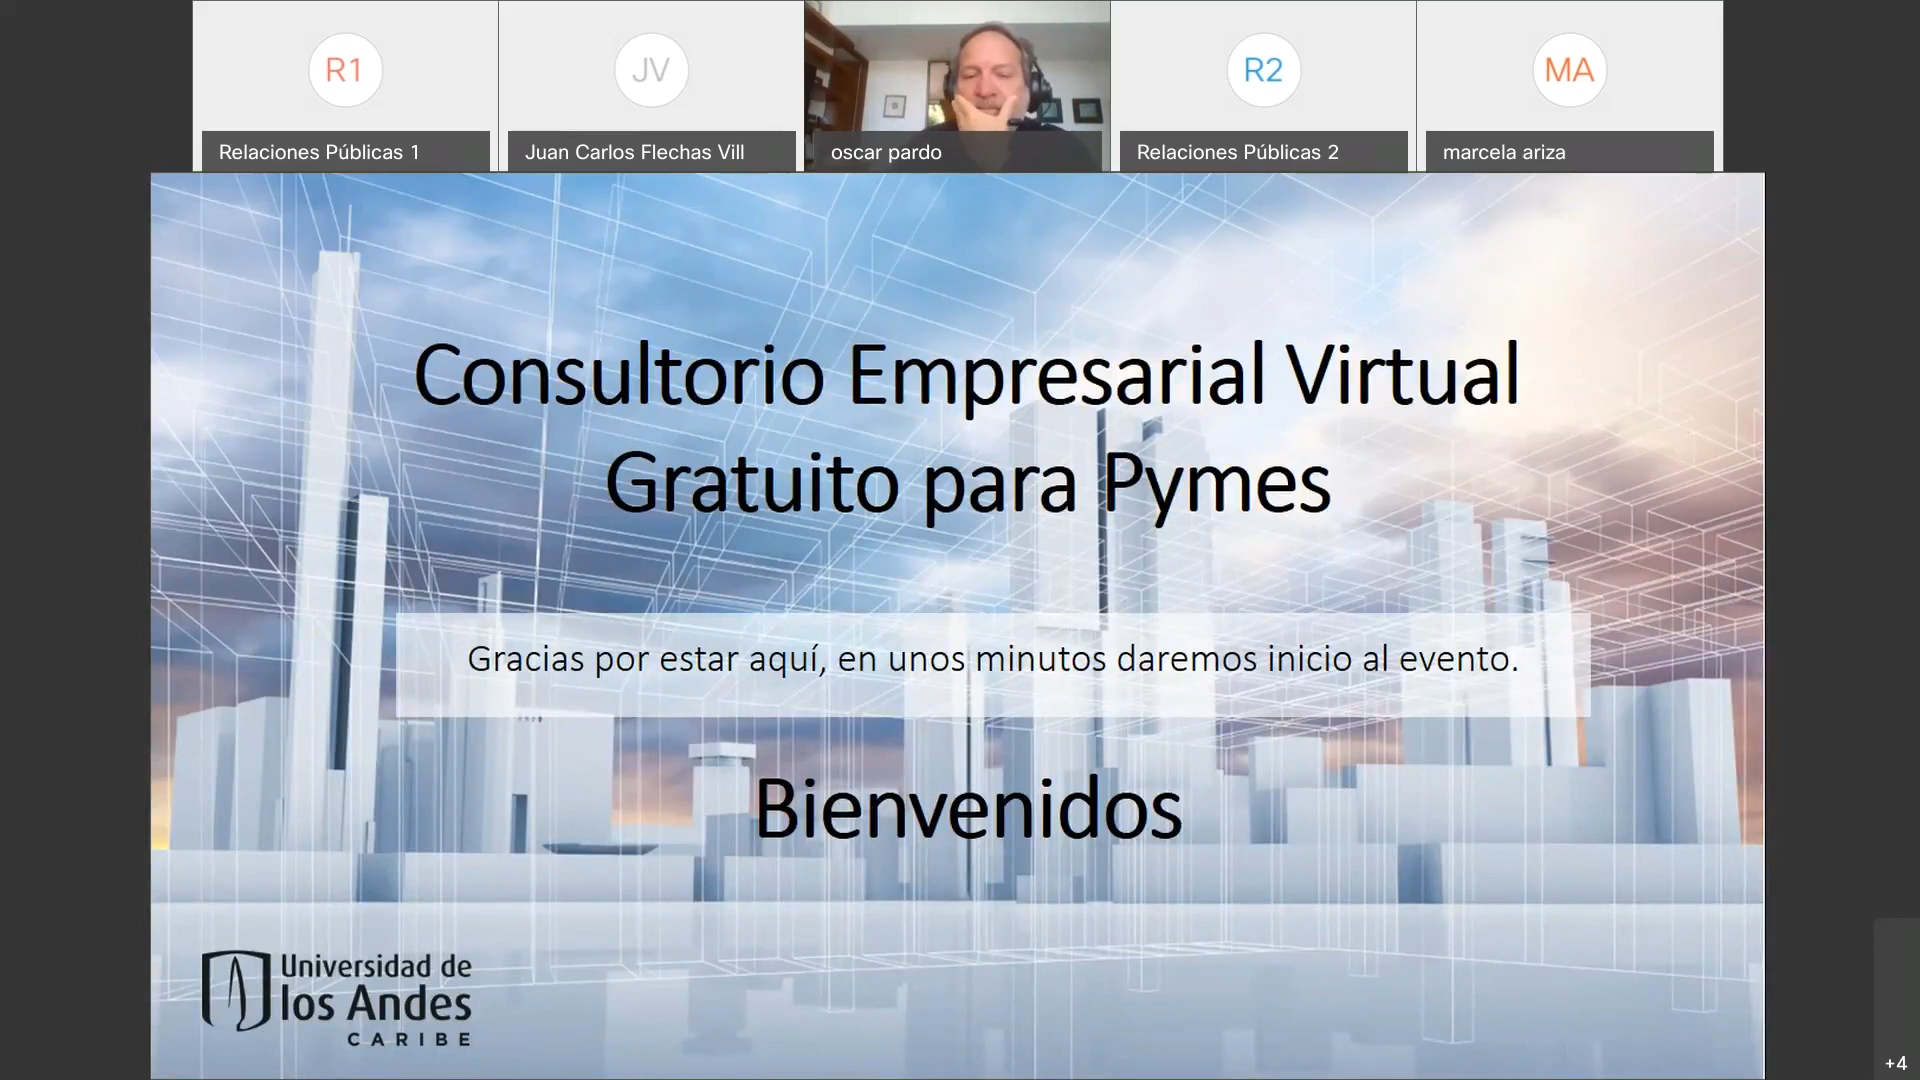 R1
JV
R2
MA
Relaciones Públicas 1
Juan Carlos Flechas Vill
oscar pardo
Relaciones Públicas 2
marcela ariza
Consultorio Empresarial Virtual
Gratuito para Pymes
Gracias por estar aquí, en unos minutos daremos inicio al evento.
Bienvenidos
Universidad de
los Andes
CARIBE
+4